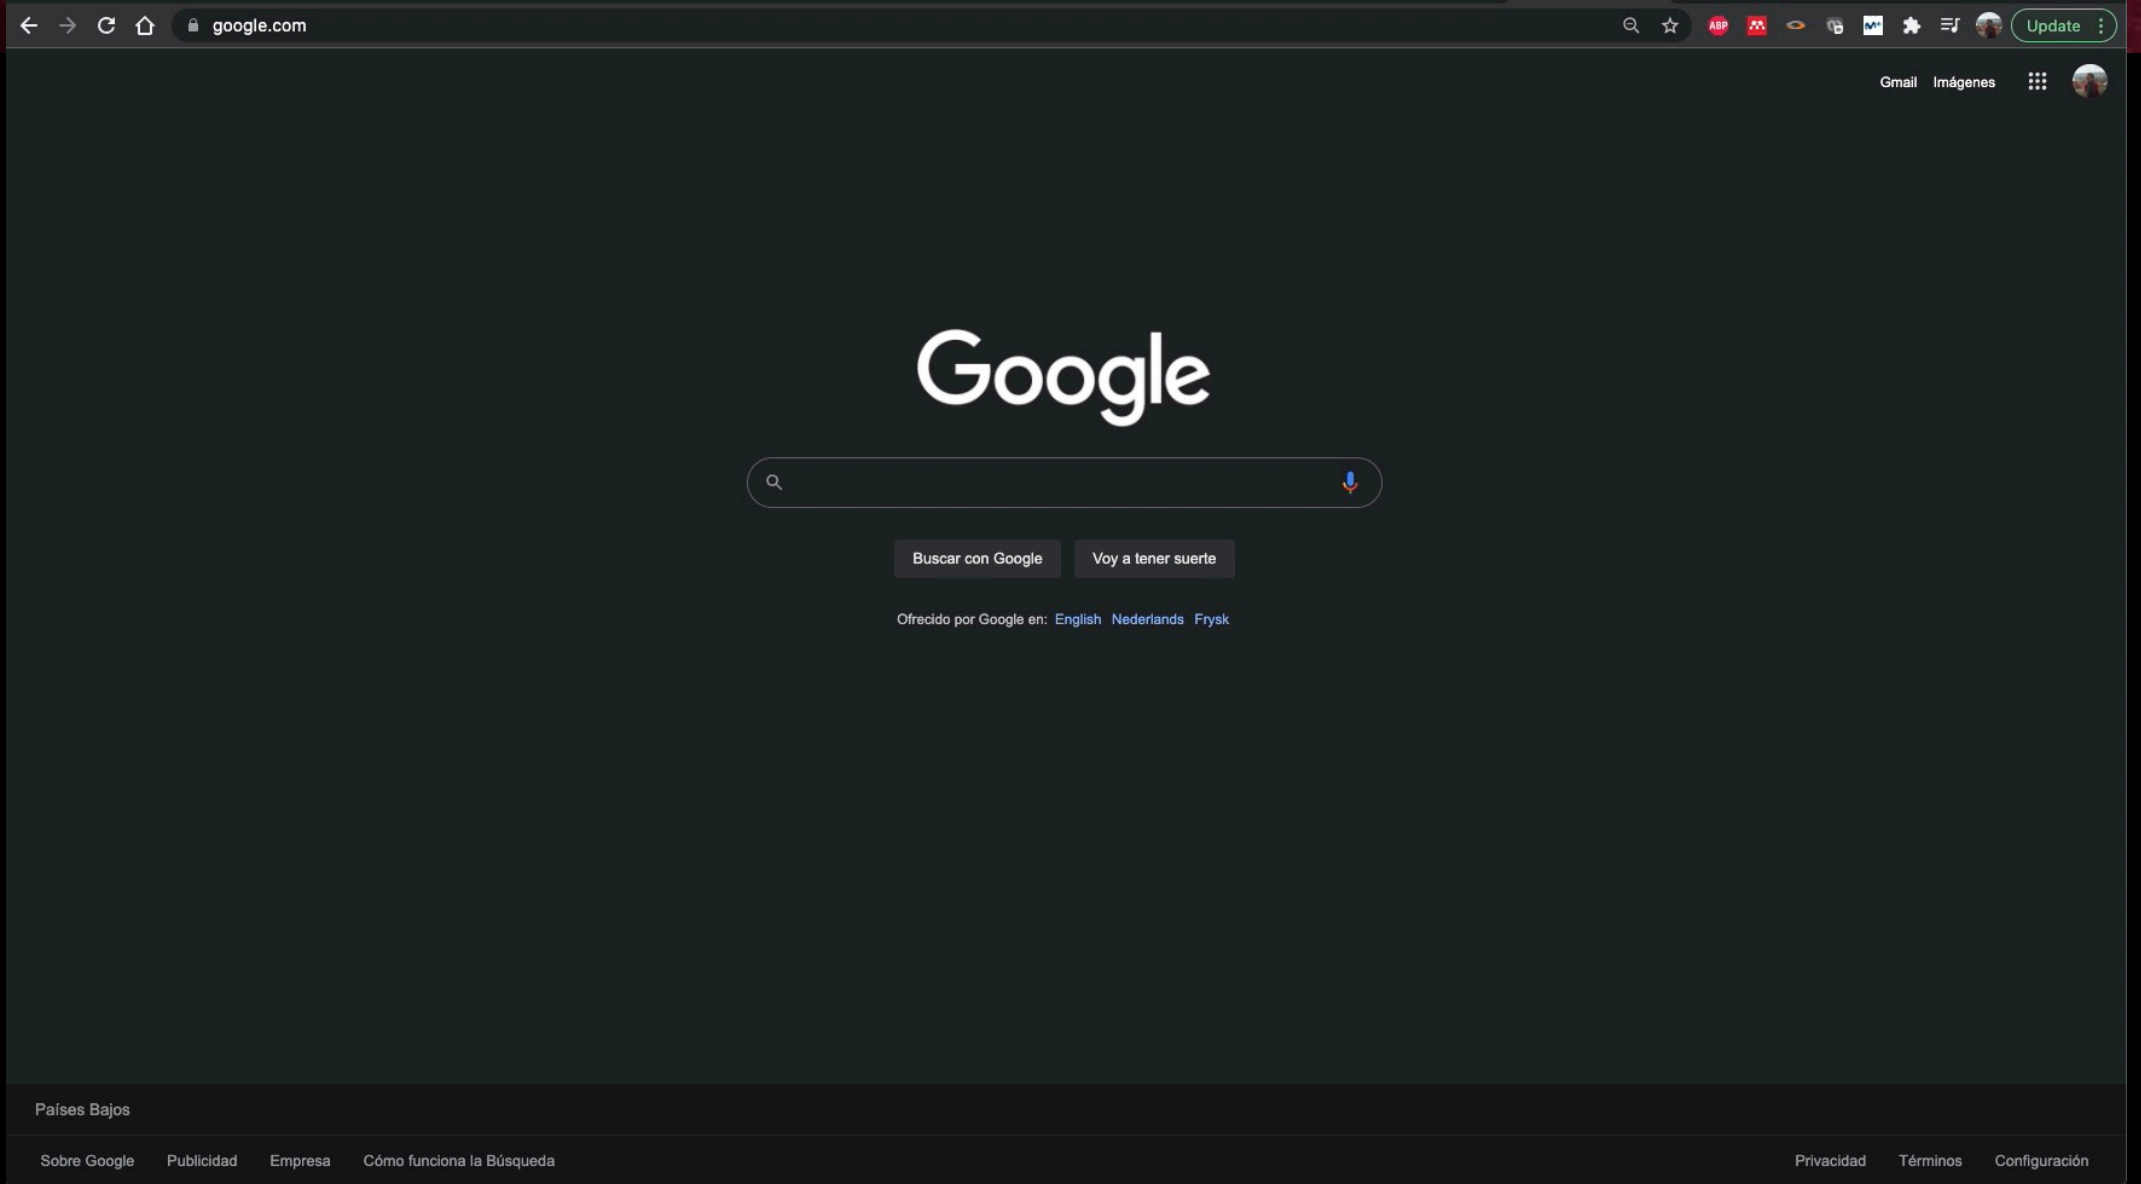 google.com
ABP
Update
Gmail Imágenes
Google
Buscar con Google Voy a tener suerte
Ofrecido por Google en: English Nederlands Frysk
Países Bajos
Sobre Google Publicidad Empresa Cómo funciona la Búsqueda Privacidad Términos Configuración